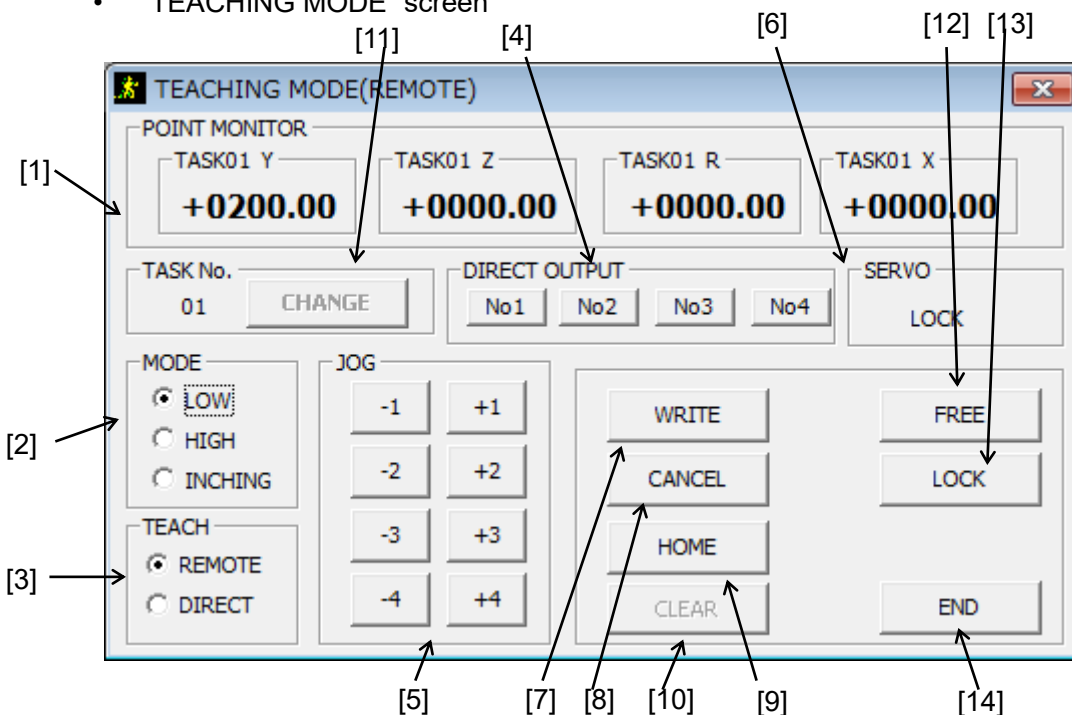 • "TEACHING MODE" screen
[11] [4] [6] [12] [13]
TEACHING MODE(REMOTE)
POINT MONITOR
TASK01 Y TASK01 Z TASK01 R TASK01 X
[1]
+0200.00 +0000.00 +0000.00 +0000.00
TASK No. DIRECT OUTPUT SERVO
01 CHANGE No1 No2 No3 No4 LOCK
MODE JOG
LOW -1 +1 WRITE FREE
[2] HIGH
INCHING -2 +2 CANCEL LOCK
TEACH
-3 +3 HOME
[3] REMOTE
DIRECT -4 +4 CLEAR END
[5] [7] [8] [10] [9] [14]